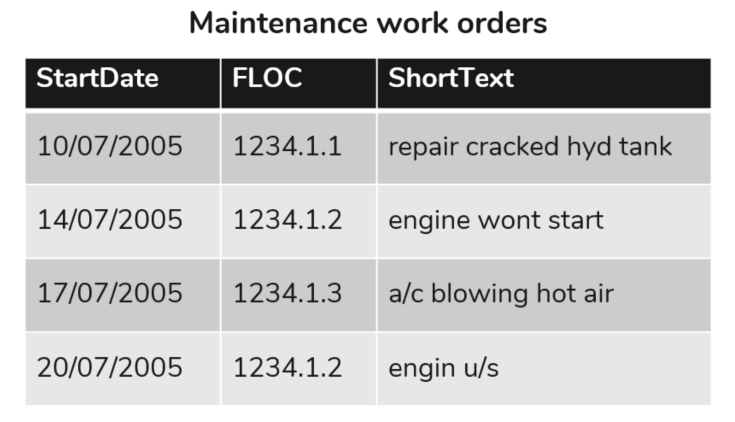 Maintenance work orders
StartDate FLOC ShortText
10/07/2005 1234.1.1 repair cracked hyd tank
14/07/2005 1234.1.2 engine wont start
17/07/2005 1234.1.3 a/c blowing hot air
20/07/2005 1234.1.2 engin u/s